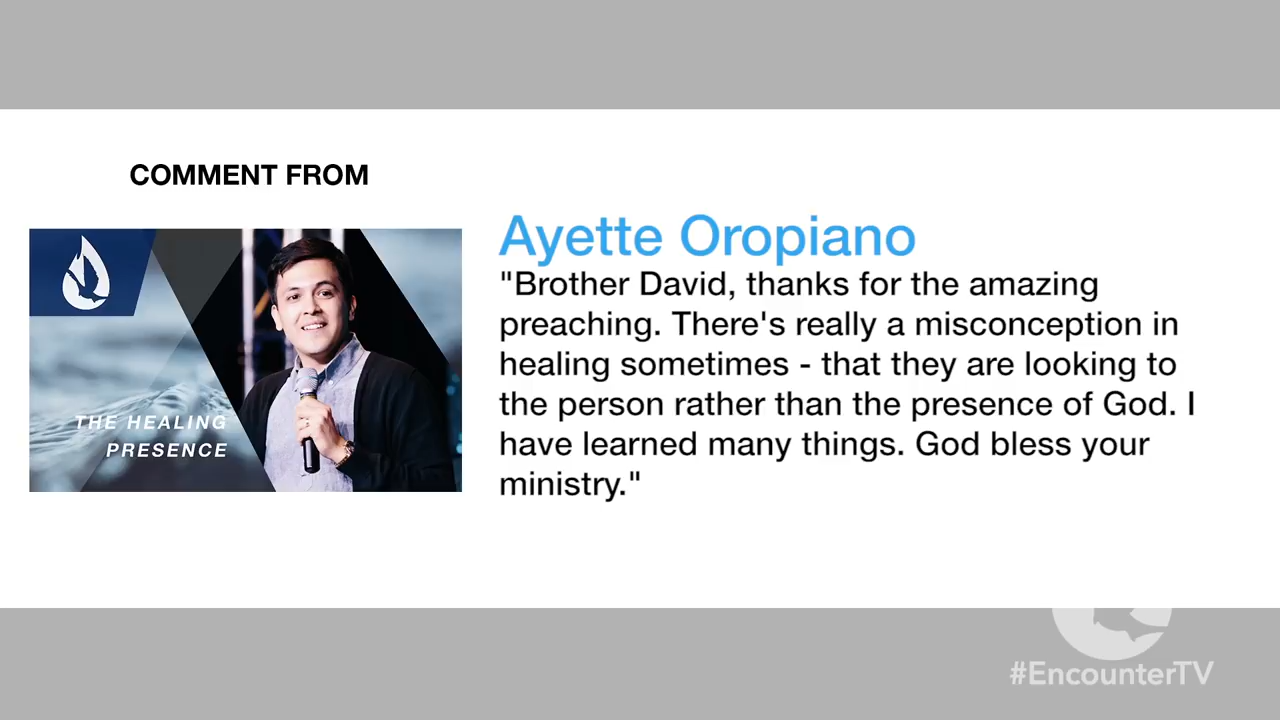 COMMENT FROM
THE HEALING
PRESENCE
Ayette Oropiano
"Brother David, thanks for the amazing
preaching. There's really a misconception in
healing sometimes - that they are looking to
the person rather than the presence of God. I
have learned many things. God bless your
ministry."
#EncounterTV